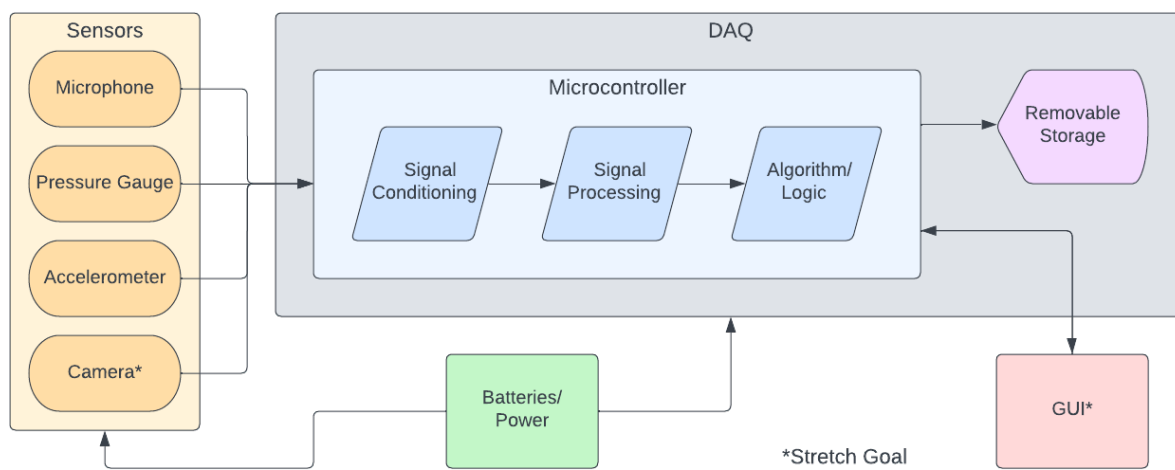 Sensors
Microphone
Pressure Gauge
Accelerometer
Camera*
DAQ
Microcontroller
Signal
Conditioning
Signal
Processing
Algorithm/
Logic
Removable
Storage
Batteries/
Power
GUI*
*Stretch Goal